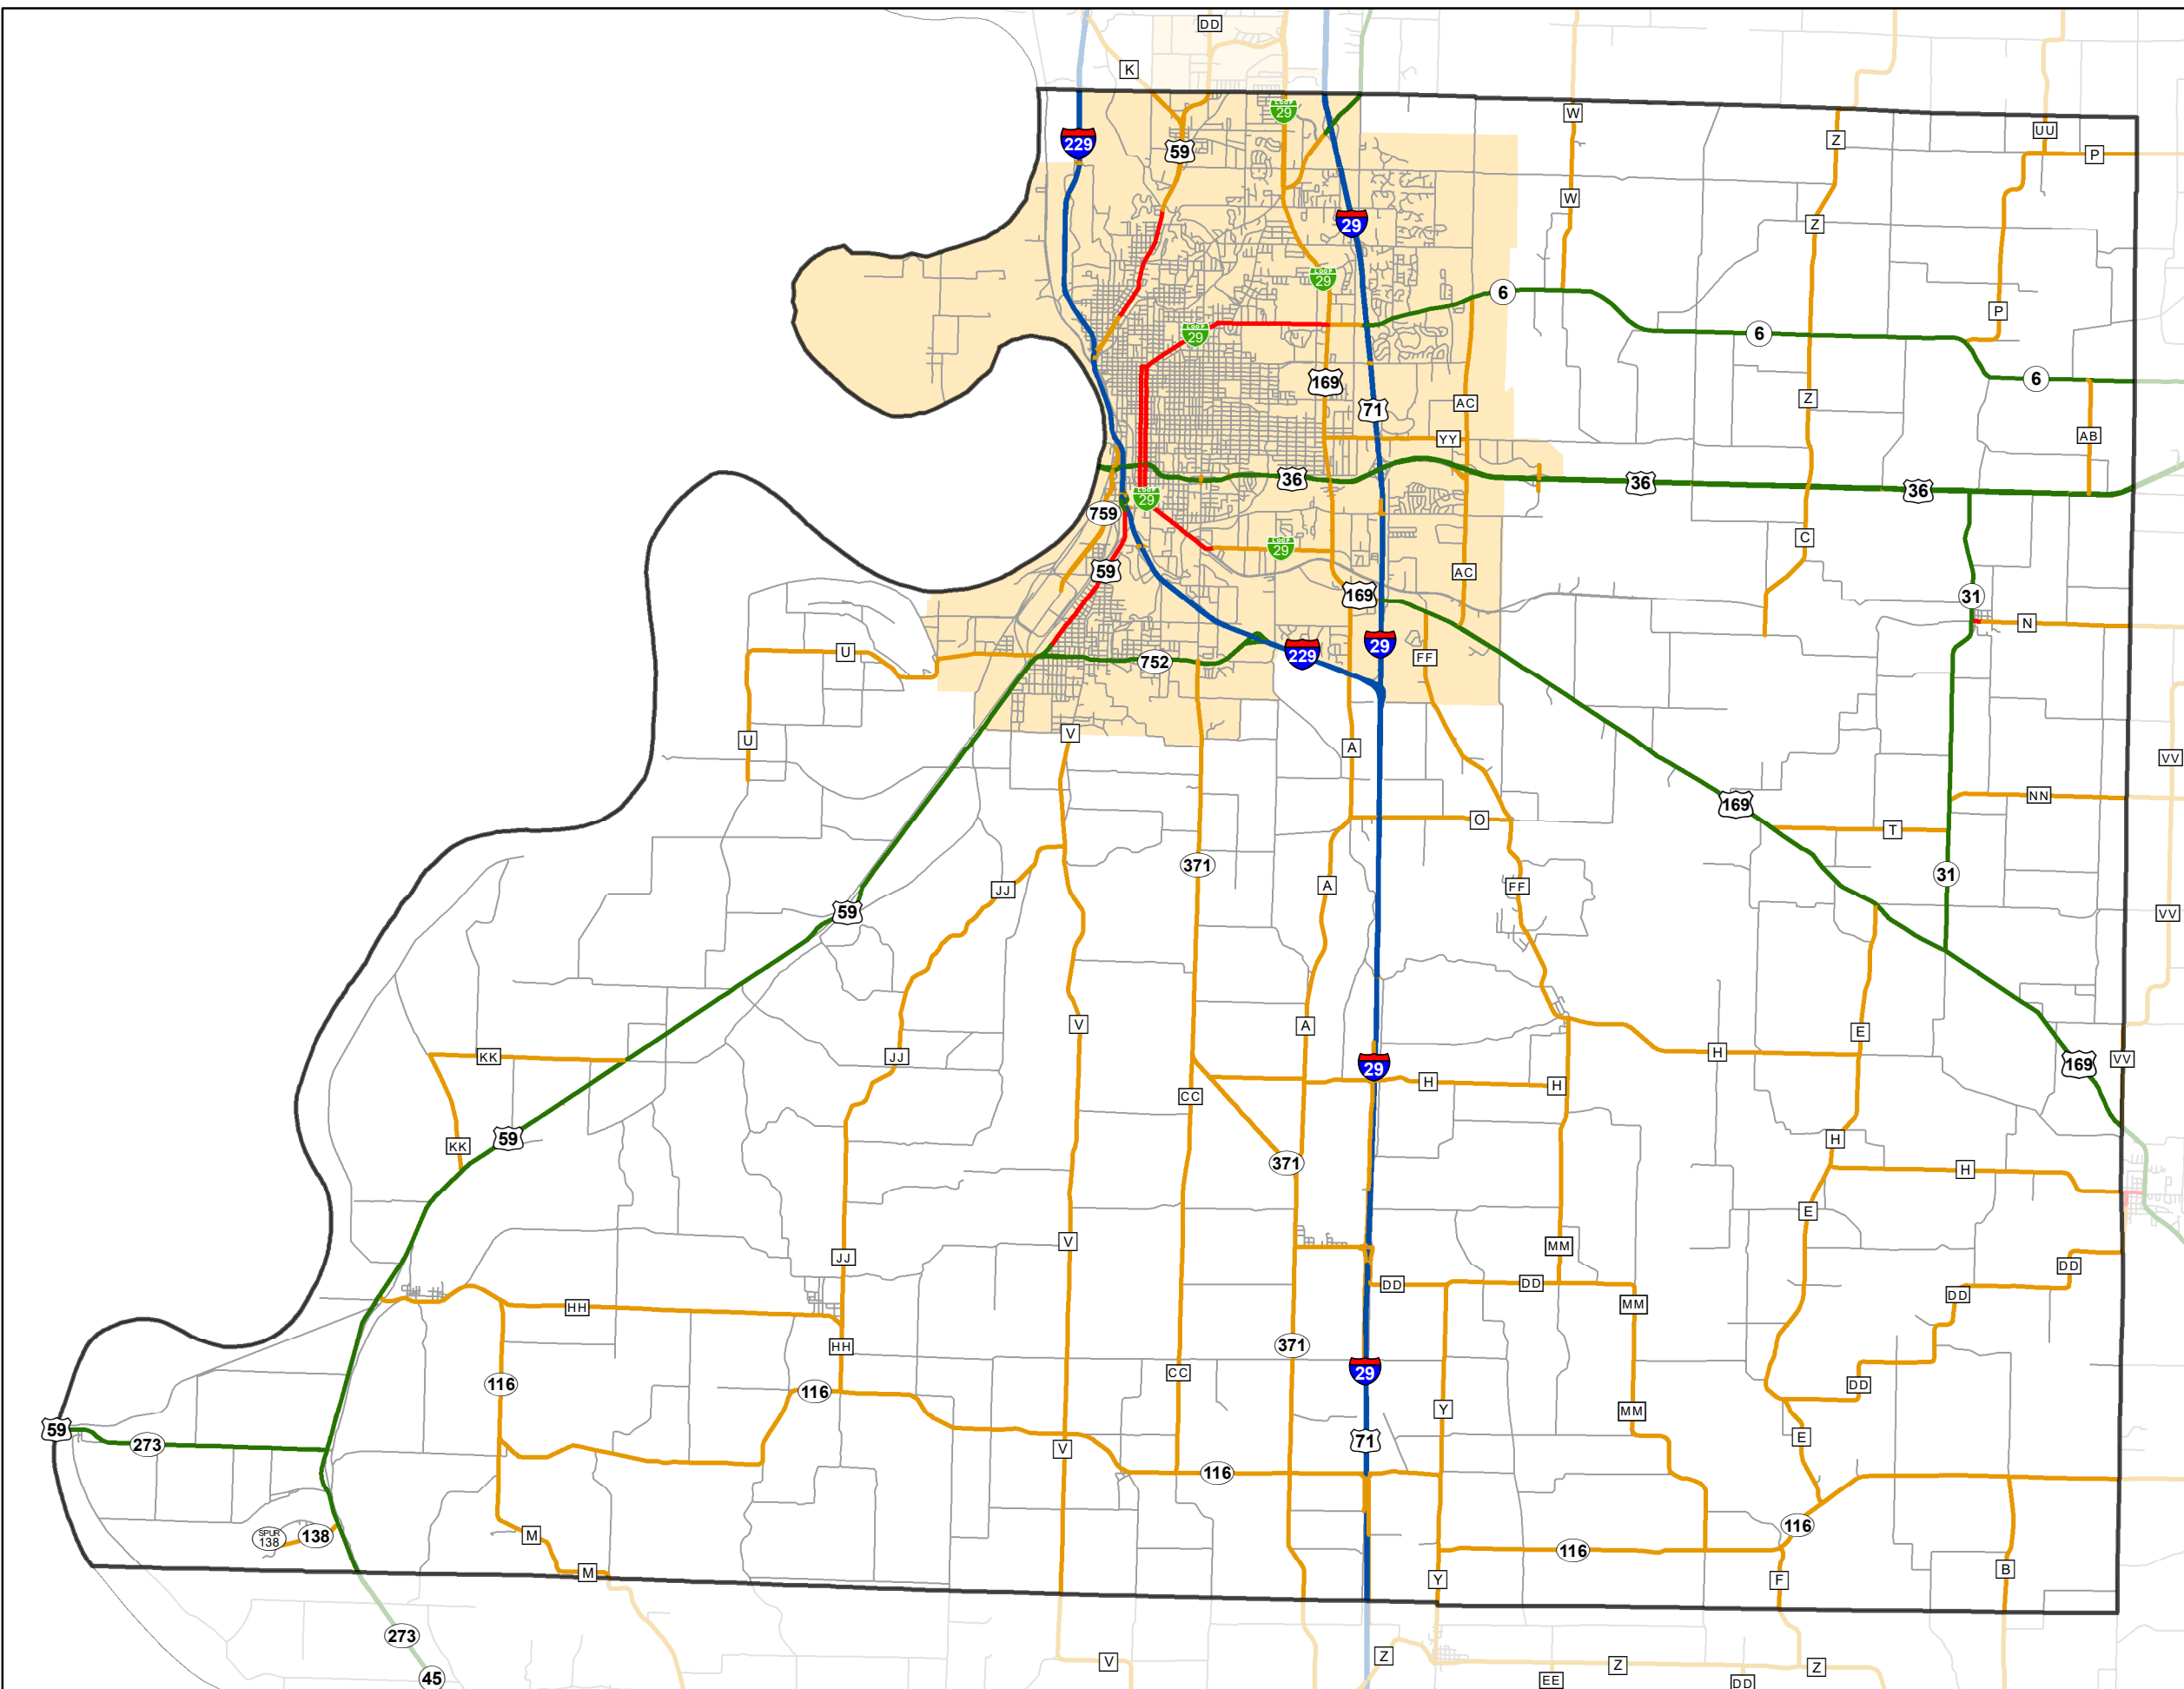 DD
K
W
LOOP
29
Z
UU
229
59
P
W
29
Z
LOOP
29
6
P
LOOP
29
6
169
6
71
AC
Z
YY
AB
36
36
36
LOOP
29
759
C
LOOP
29
59
AC
169
31
N
29
U
229
FF
752
V
U
A
VV
NN
169
O
T
371
31
A
FF
JJ
59
VV
V
A
E
KK
JJ
H
VV
29
169
H
H
CC
59
H
KK
371
H
E
V
MM
JJ
DD
DD
DD
DD
MM
HH
371
HH
29
CC
116
116
DD
Y
MM
59
71
E
273
V
116
116
M
138
SPUR
138
116
B
M
Y
F
273
V
Z
Z
Z
45
EE
DD